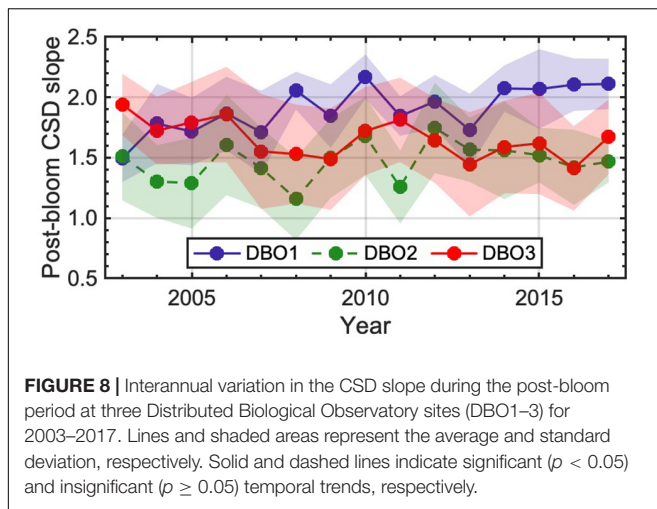 Post-bloom CSD slope
2.5
2.0
1.5
1.0
0.5
DBO1 DBO2 DBO3
2005 2010 2015
Year
FIGURE 8 | Interannual variation in the CSD slope during the post-bloom
period at three Distributed Biological Observatory sites (DBO1–3) for
2003–2017. Lines and shaded areas represent the average and standard
deviation, respectively. Solid and dashed lines indicate significant (p < 0.05)
and insignificant (p ≥ 0.05) temporal trends, respectively.